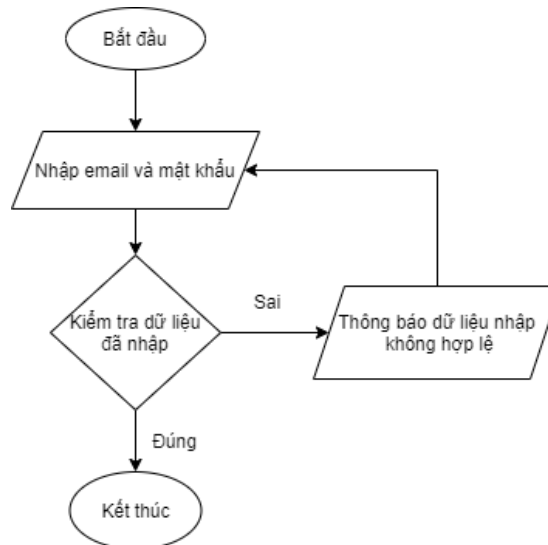 Bắt đầu
Nhập email và mật khẩu
Kiểm tra dữ liệu
đã nhập
Sai
Thông báo dữ liệu nhập
không hợp lệ
Đúng
Kết thúc